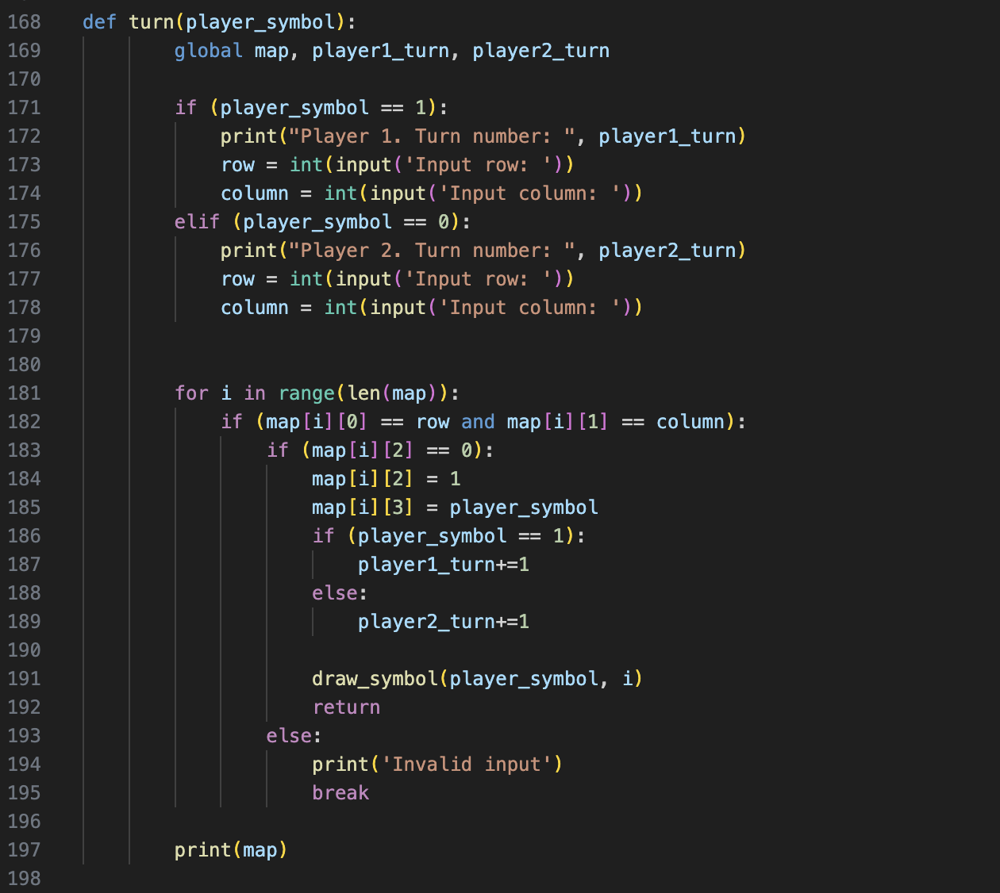 168 def turn(player_symbol):
169 global map, player1_turn, player2_turn
170
171 if (player_symbol == 1):
172 print("Player 1. Turn number: ", player1_turn)
173 row = int(input('Input row: '))
174 column = int(input('Input column: '))
175 elif (player_symbol == 0):
176 print("Player 2. Turn number: ", player2_turn)
177 row = int(input('Input row: '))
178 column = int(input('Input column: '))
179
180
181 for i in range(len(map)):
182 if (map[i][0] == row and map[i][1] == column):
183 if (map[i][2] == 0):
184 map[i][2] = 1
185 map[i][3] = player_symbol
186 if (player_symbol == 1):
187 player1_turn+=1
188 else:
189 player2_turn+=1
190
191 draw_symbol(player_symbol, i)
192 return
193 else:
194 print('Invalid input')
195 break
196
197 print(map)
198